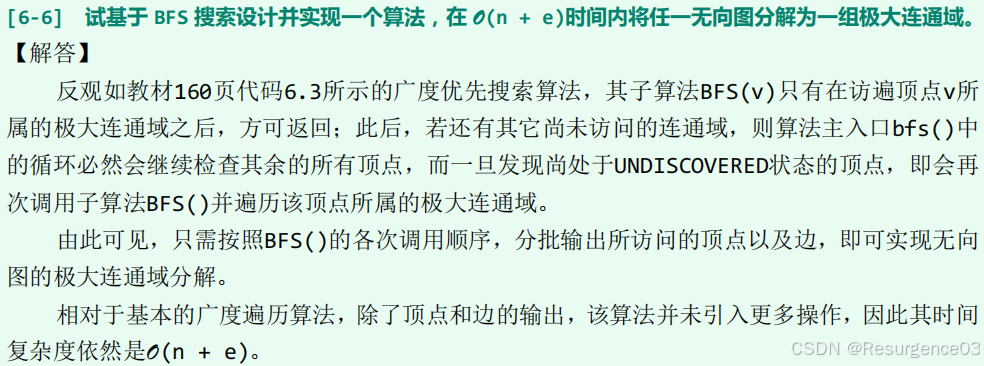 [6-6] 试基于 BFS 搜索设计并实现一个算法，在 O(n + e)时间内将任一无向图分解为一组极大连通域。
【解答】
反观如教材160页代码6.3所示的广度优先搜索算法，其子算法BFS(v)只有在访遍顶点v所
属的极大连通域之后，方可返回；此后，若还有其它尚未访问的连通域，则算法主入口bfs()中
的循环必然会继续检查其余的所有顶点，而一旦发现尚处于UNDISCOVERED状态的顶点，即会再
次调用子算法BFS()并遍历该顶点所属的极大连通域。
由此可见，只需按照BFS()的各次调用顺序，分批输出所访问的顶点以及边，即可实现无向
图的极大连通域分解。
相对于基本的广度遍历算法，除了顶点和边的输出，该算法并未引入更多操作，因此其时间
复杂度依然是O(n + e)。
CSDN @Resurgence03